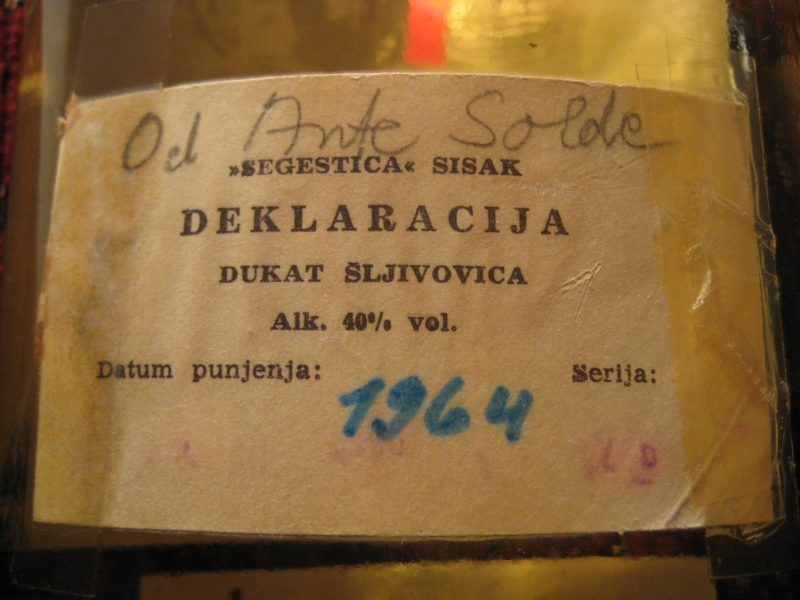 Od Ante Solde
»SEGESTICA« SISAK
DEKLARACIJA
DUKAT ŠLJIVOVICA
Alk. 40% vol.
Datum punjenja: 1964 Serija: